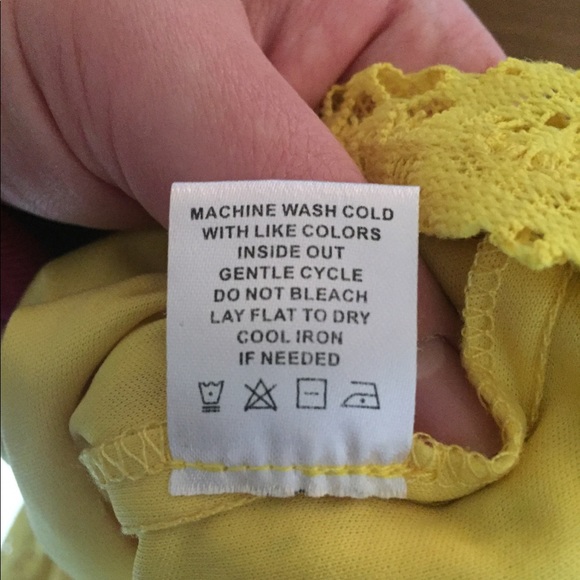 MACHINE WASH COLD
WITH LIKE COLORS
INSIDE OUT
GENTLE CYCLE
DO NOT BLEACH
LAY FLAT TO DRY
COOL IRON
IF NEEDED